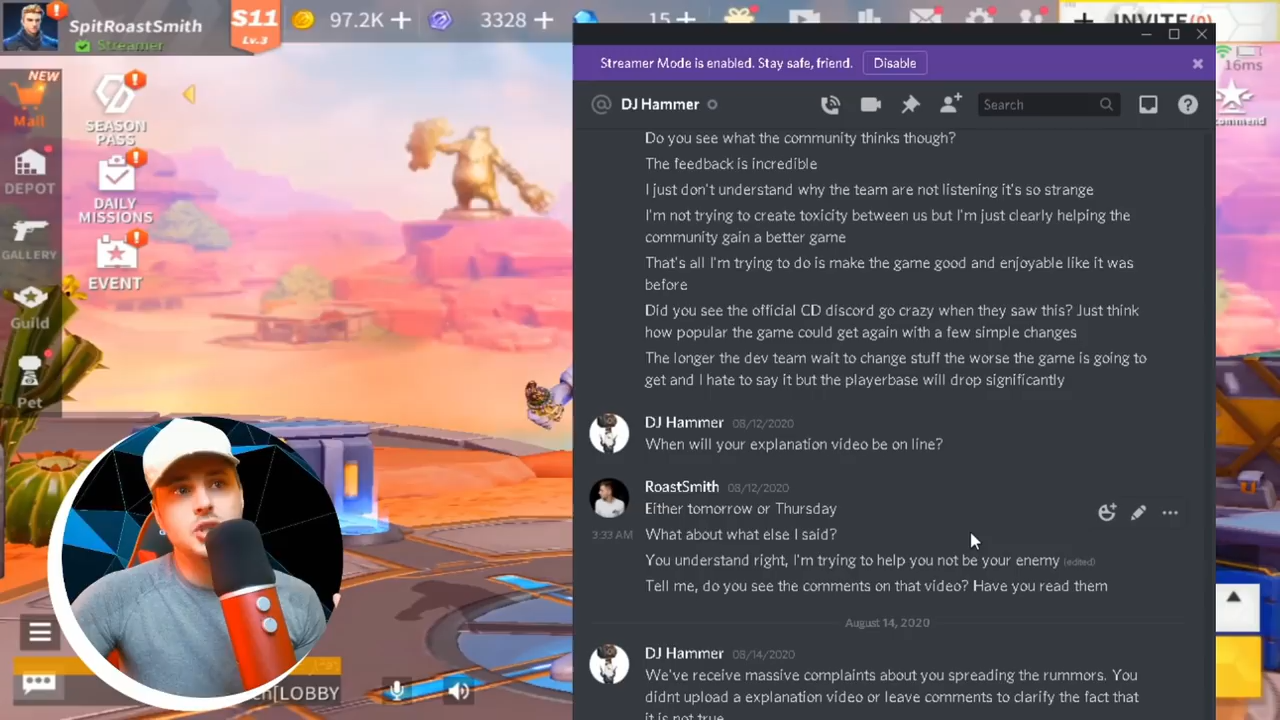 SpitRoastSmith
Streamer
S11
Lv.3
97.2K
3328
15
INVITE(0)
16ms
NEW
Mail
DEPOT
GALLERY
Guild
Pet
SEASON
PASS
DAILY
MISSIONS
EVENT
[LOBBY
Streamer Mode is enabled. Stay safe, friend.
Disable
@ DJ Hammer
Search
Do you see what the community thinks though?
The feedback is incredible
I just don't understand why the team are not listening it's so strange
I'm not trying to create toxicity between us but I'm just clearly helping the
community gain a better game
That's all I'm trying to do is make the game good and enjoyable like it was
before
Did you see the official CD discord go crazy when they saw this? Just think
how popular the game could get again with a few simple changes
The longer the dev team wait to change stuff the worse the game is going to
get and I hate to say it but the playerbase will drop significantly
DJ Hammer 08/12/2020
When will your explanation video be on line?
RoastSmith 08/12/2020
Either tomorrow or Thursday
3:33 AM What about what else I said?
You understand right, I'm trying to help you not be your enemy (edited)
Tell me, do you see the comments on that video? Have you read them
August 14, 2020
DJ Hammer 08/14/2020
We've receive massive complaints about you spreading the rummors. You
didnt upload a explanation video or leave comments to clarify the fact that
it is not true